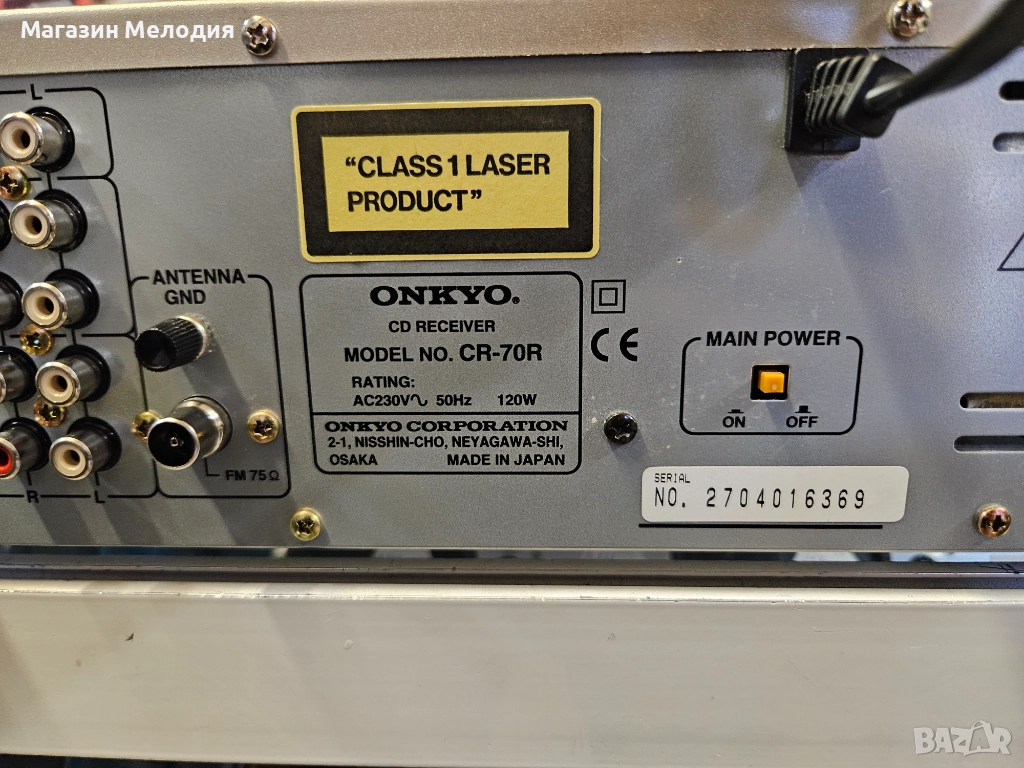 Магазин Мелодия
L
"CLASS 1 LASER
PRODUCT"
ANTENNA
GND
FM 75Ω
R L
ONKYO.
CD RECEIVER
MODEL NO. CR-70R
RATING:
AC230V∿ 50Hz 120W
ONKYO CORPORATION
2-1, NISSHIN-CHO, NEYAGAWA-SHI,
OSAKA MADE IN JAPAN
CE
MAIN POWER
ON OFF
SERIAL
NO. 2704016369
BAZAR